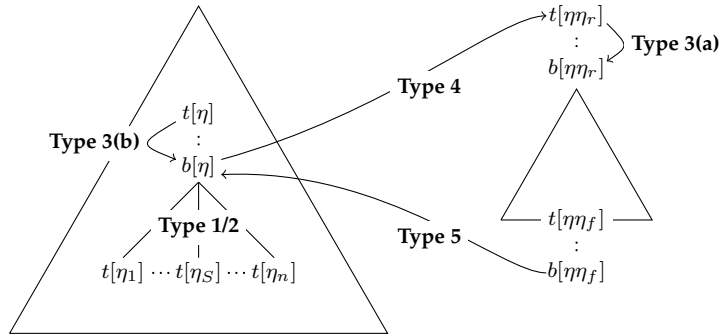 t[ηη_r]
:
Type 3(a)
b[ηη_r]
Type 4
t[η]
:
Type 3(b)
b[η]
Type 1/2
t[η_1] ··· t[η_S] ··· t[η_n]
t[ηη_f]
:
Type 5
b[ηη_f]